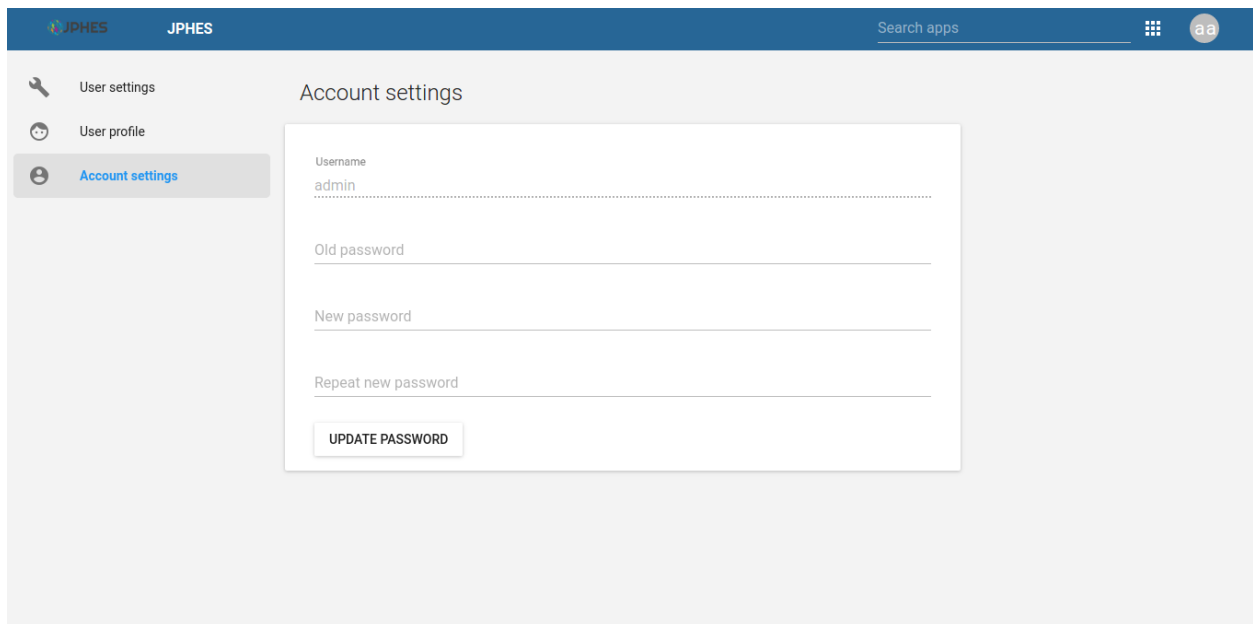 JPHES JPHES Search apps aa
User settings
User profile
Account settings
Account settings
Username
admin
Old password
New password
Repeat new password
UPDATE PASSWORD